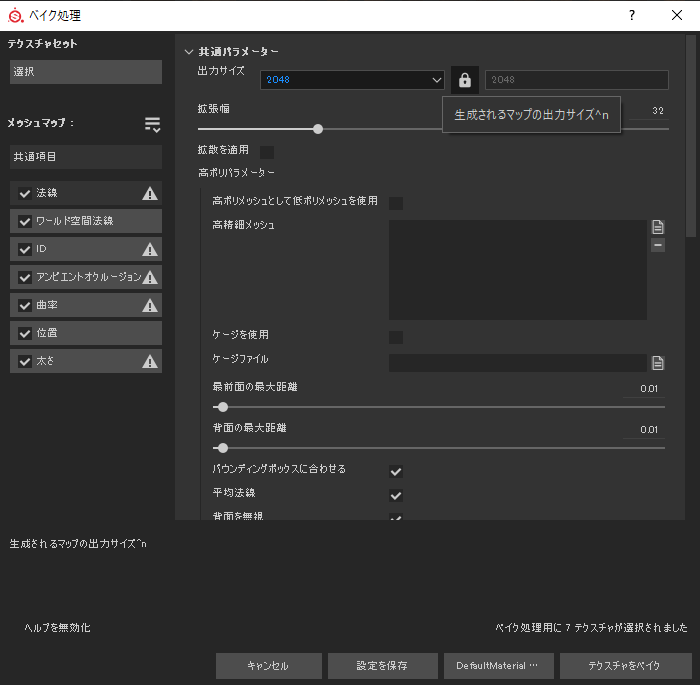 ベイク処理
?
テクスチャセット
選択
メッシュマップ：
共通項目
法線
ワールド空間法線
ID
アンビエントオクルージョン
曲率
位置
太さ
共通パラメーター
出力サイズ
2048
2048
生成されるマップの出力サイズ^n
拡張幅
32
拡散を適用
高ポリパラメーター
高ポリメッシュとして低ポリメッシュを使用
高精細メッシュ
ケージを使用
ケージファイル
最前面の最大距離
0.01
背面の最大距離
0.01
バウンディングボックスに合わせる
平均法線
背面を無視
生成されるマップの出力サイズ^n
ヘルプを無効化
ベイク処理用に 7 テクスチャが選択されました
キャンセル
設定を保存
DefaultMaterial …
テクスチャをベイク